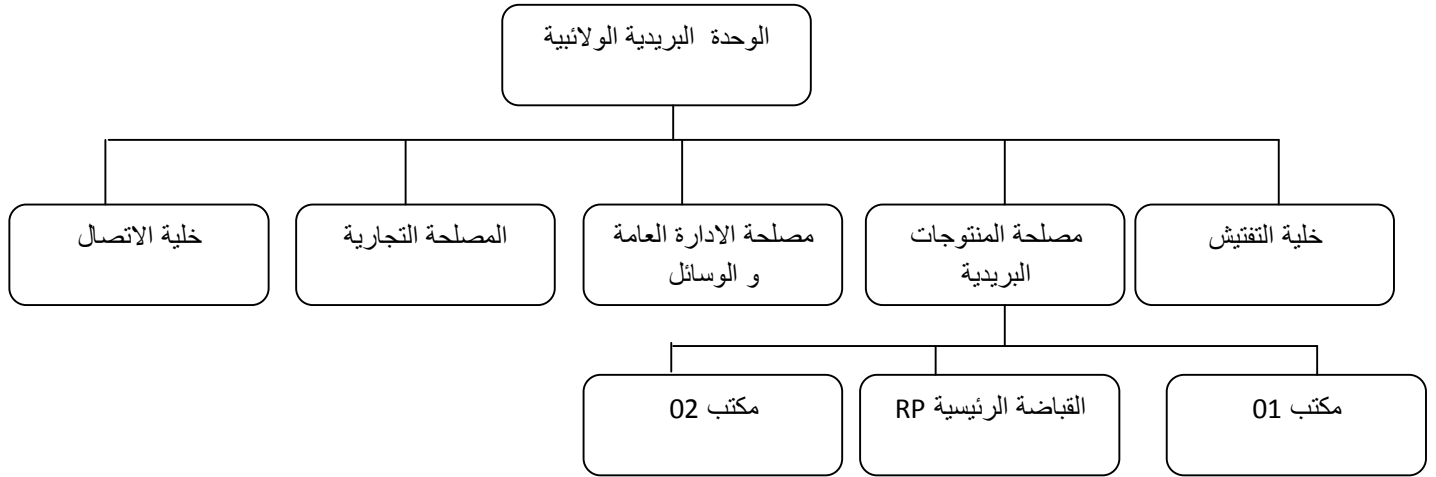 الوحدة البريدية الولائبية
خلية التفتيش
مصلحة المنتوجات
البريدية
مصلحة الادارة العامة
و الوسائل
المصلحة التجارية
خلية الاتصال
مكتب 01
القباضة الرئيسية RP
مكتب 02